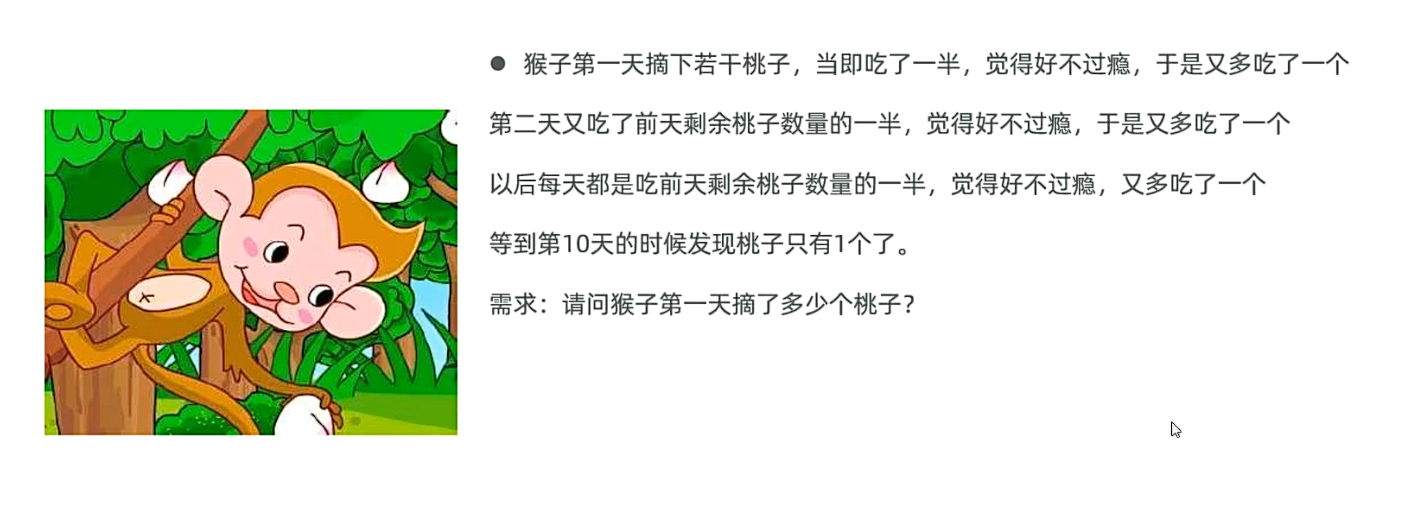 ● 猴子第一天摘下若干桃子，当即吃了一半，觉得好不过瘾，于是又多吃了一个
第二天又吃了前天剩余桃子数量的一半，觉得好不过瘾，于是又多吃了一个
以后每天都是吃前天剩余桃子数量的一半，觉得好不过瘾，又多吃了一个
等到第10天的时候发现桃子只有1个了。
需求：请问猴子第一天摘了多少个桃子？